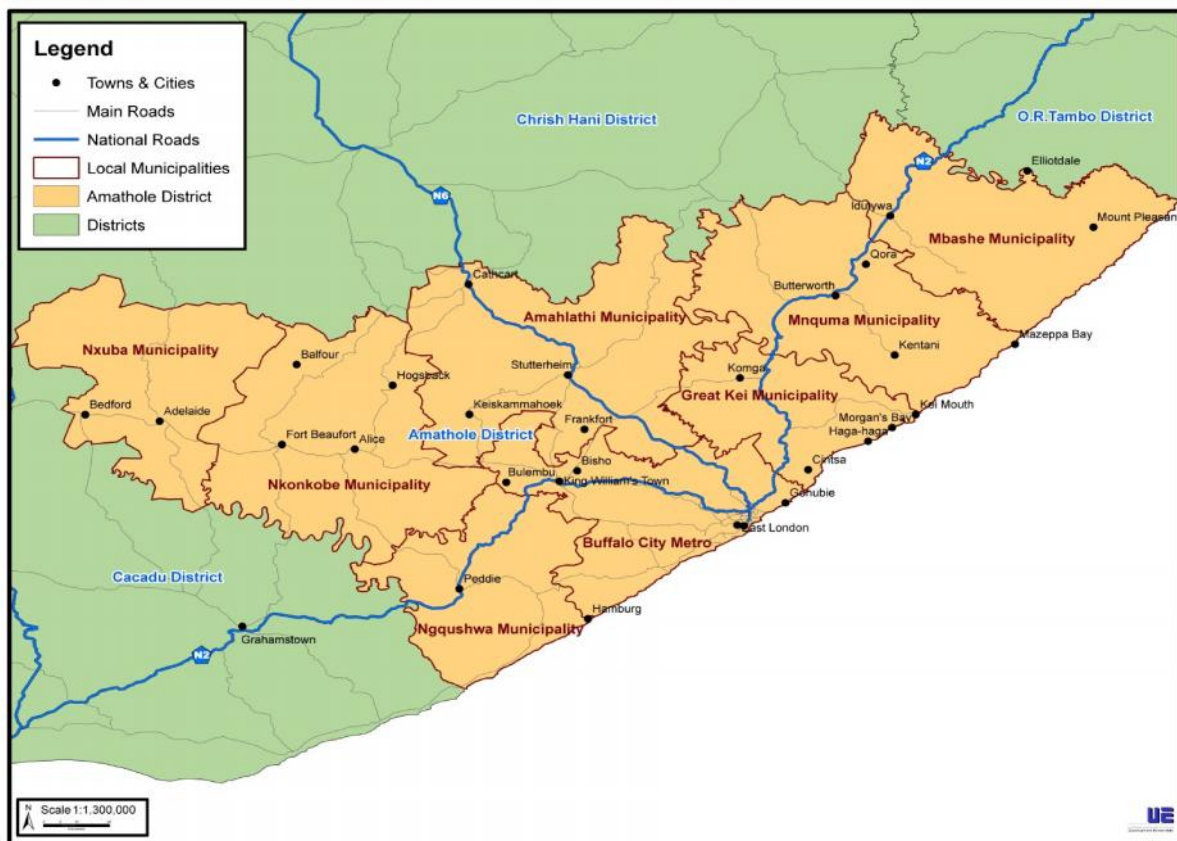 Legend
Towns & Cities
Main Roads
National Roads
Local Municipalities
Amathole District
Districts
Chrish Hani District
O.R.Tambo District
N2
Elliotdale
N6
Idutywa
Mount Pleasan
Mbashe Municipality
Qora
Cathcart
Butterworth
Amahlathi Municipality
Mnquma Municipality
Mazeppa Bay
Nxuba Municipality
Balfour
Kentani
Stutterheim
Komga
Hogsback
Great Kei Municipality
Bedford
Adelaide
Keiskammahoek
Kei Mouth
Morgan's Bay
Frankfort
Haga-haga
Fort Beaufort
Alice
Amathole District
Bisho
Cintsa
Nkonkobe Municipality
Bulembu
King William's Town
Gonubie
East London
Buffalo City Metro
Cacadu District
Peddie
Hamburg
Grahamstown
Ngqushwa Municipality
N2
N
Scale 1:1,300,000
UE